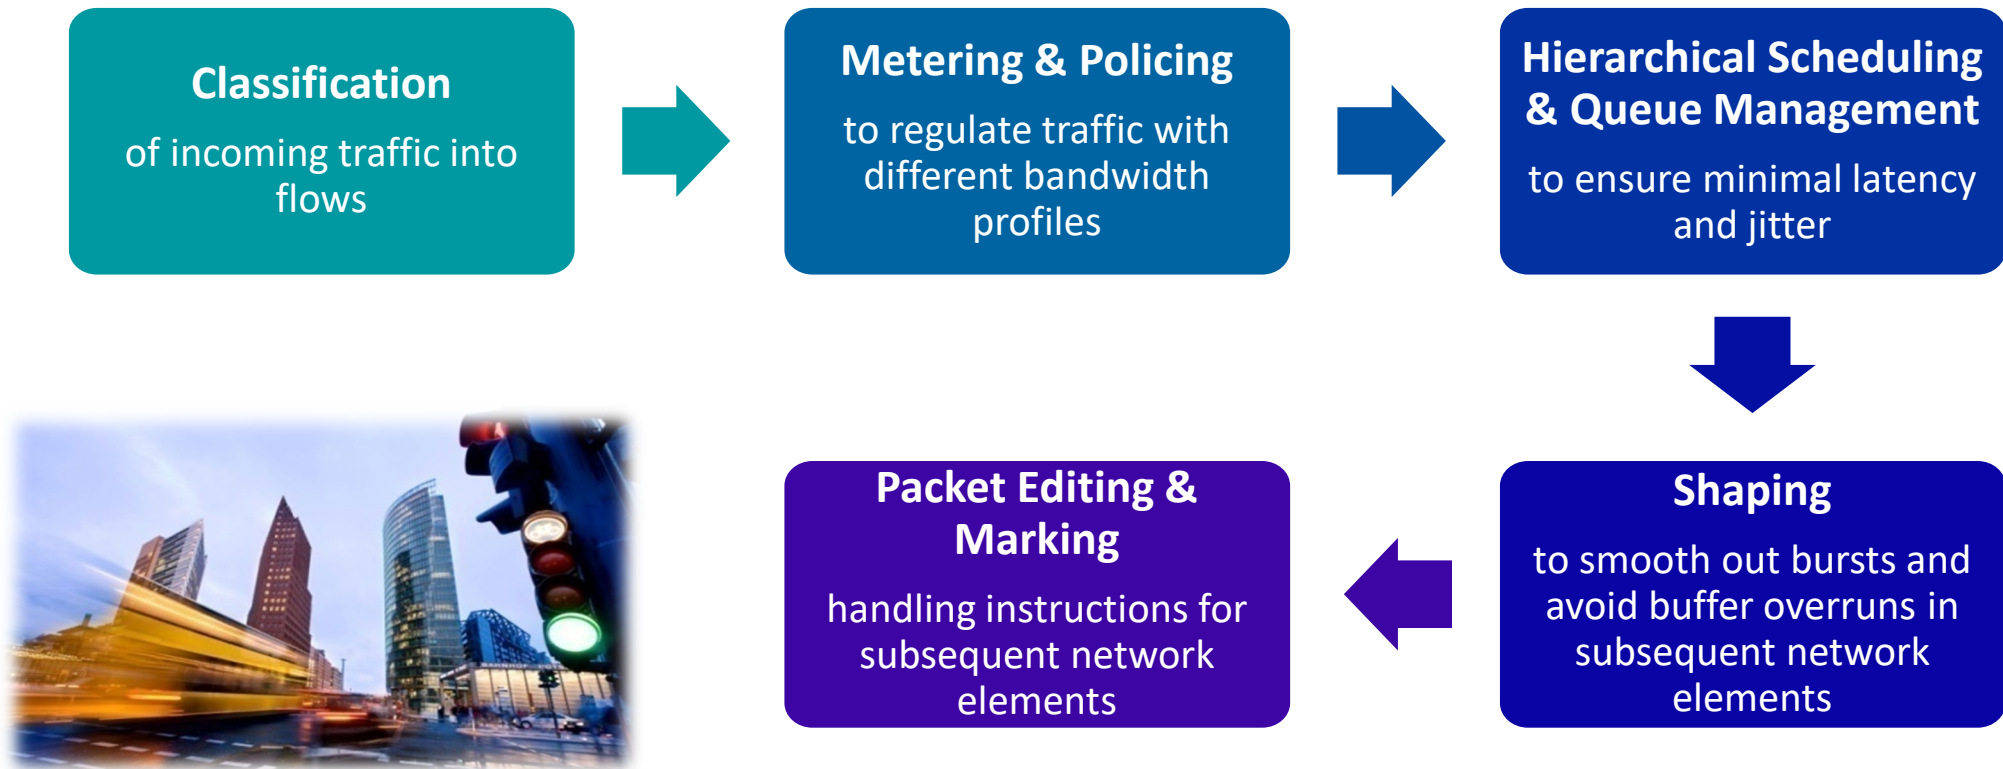 Classification
of incoming traffic into
flows
Metering & Policing
to regulate traffic with
different bandwidth
profiles
Hierarchical Scheduling
& Queue Management
to ensure minimal latency
and jitter
Shaping
to smooth out bursts and
avoid buffer overruns in
subsequent network
elements
Packet Editing &
Marking
handling instructions for
subsequent network
elements